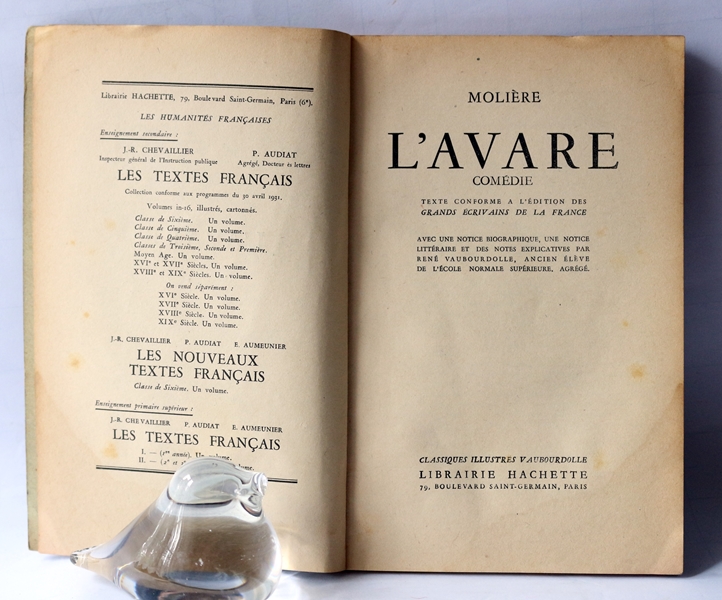 Librairie HACHETTE, 79, Boulevard Saint-Germain, Paris (6e).
LES HUMANITÉS FRANÇAISES
Enseignement secondaire :
J.-R. CHEVAILLIER P. AUDIAT
Inspecteur général de l'Instruction publique Agrégé, Docteur ès lettres
LES TEXTES FRANÇAIS
Collection conforme aux programmes du 30 avril 1931.
Volumes in-16, illustrés, cartonnés.
Classe de Sixième. Un volume.
Classe de Cinquième. Un volume.
Classe de Quatrième. Un volume.
Classes de Troisième, Seconde et Première.
Moyen Age. Un volume.
XVIe et XVIIe Siècles. Un volume.
XVIIIe et XIXe Siècles. Un volume.
On vend séparément :
XVIe Siècle. Un volume.
XVIIe Siècle. Un volume.
XVIIIe Siècle. Un volume.
XIXe Siècle. Un volume.
J.-R. CHEVAILLIER P. AUDIAT E. AUMEUNIER
LES NOUVEAUX
TEXTES FRANÇAIS
Classe de Sixième. Un volume.
Enseignement primaire supérieur :
J.-R. CHEVAILLIER P. AUDIAT E. AUMEUNIER
LES TEXTES FRANÇAIS
I. — (1re année). Un volume.
II. — (2e et
MOLIÈRE
L'AVARE
COMÉDIE
TEXTE CONFORME A L'ÉDITION DES
GRANDS ÉCRIVAINS DE LA FRANCE
AVEC UNE NOTICE BIOGRAPHIQUE, UNE NOTICE
LITTÉRAIRE ET DES NOTES EXPLICATIVES PAR
RENÉ VAUBOURDOLLE, ANCIEN ÉLÈVE
DE L'ÉCOLE NORMALE SUPÉRIEURE, AGRÉGÉ.
CLASSIQUES ILLUSTRÉS VAUBOURDOLLE
LIBRAIRIE HACHETTE
79, BOULEVARD SAINT-GERMAIN, PARIS